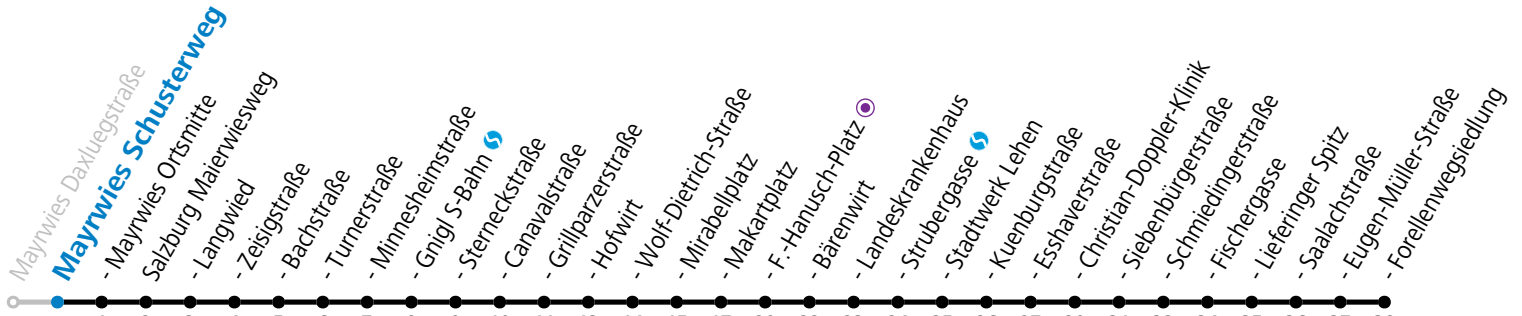 Mayrwies Daxluegstraße
Mayrwies Schusterweg
- Mayrwies Ortsmitte
Salzburg Maierwiesweg
- Langwied
- Zeisigstraße
- Bachstraße
- Turnerstraße
- Minnesheimstraße
- Gnigl S-Bahn
- Sterneckstraße
- Canavalstraße
- Grillparzerstraße
- Hofwirt
- Wolf-Dietrich-Straße
- Mirabellplatz
- Makartplatz
- F.-Hanusch-Platz
- Bärenwirt
- Landeskrankenhaus
- Strubergasse
- Stadtwerk Lehen
- Kuenburgstraße
- Esshaverstraße
- Christian-Doppler-Klinik
- Siebenbürgerstraße
- Schmiedingerstraße
- Fischergasse
- Lieferinger Spitz
- Saalachstraße
- Eugen-Müller-Straße
- Forellenwegsiedlung